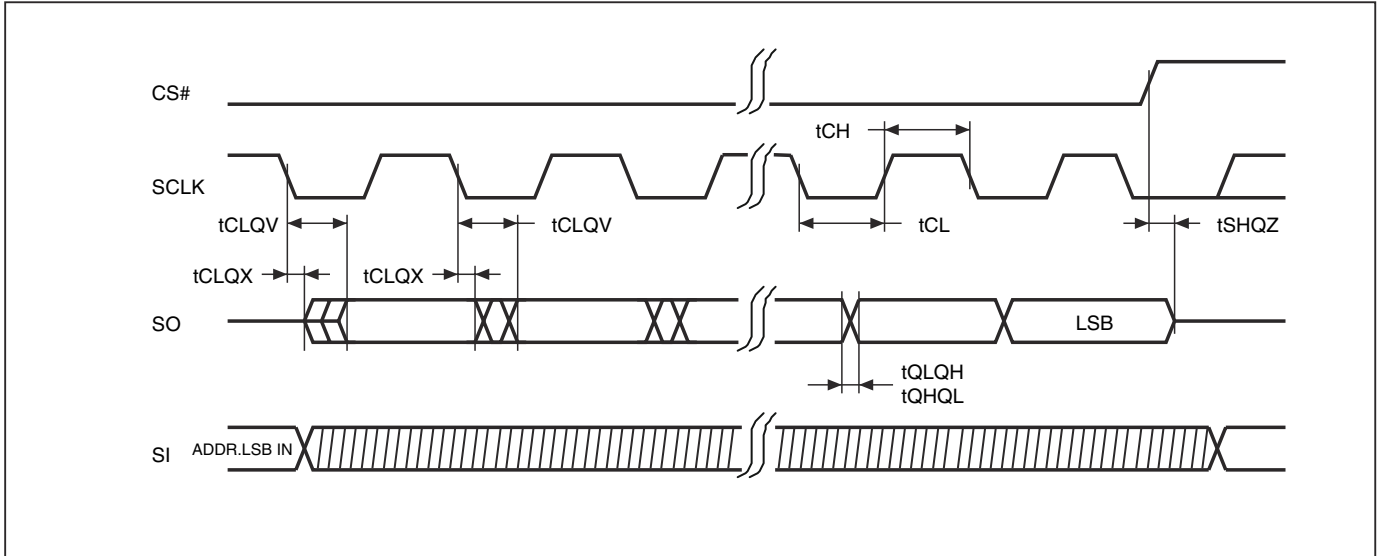 CS#
tCH
SCLK
tCLQV
tCLQV
tCL
tSHQZ
tCLQX
tCLQX
SO
LSB
tQLQH
tQHQL
SI
ADDR.LSB IN